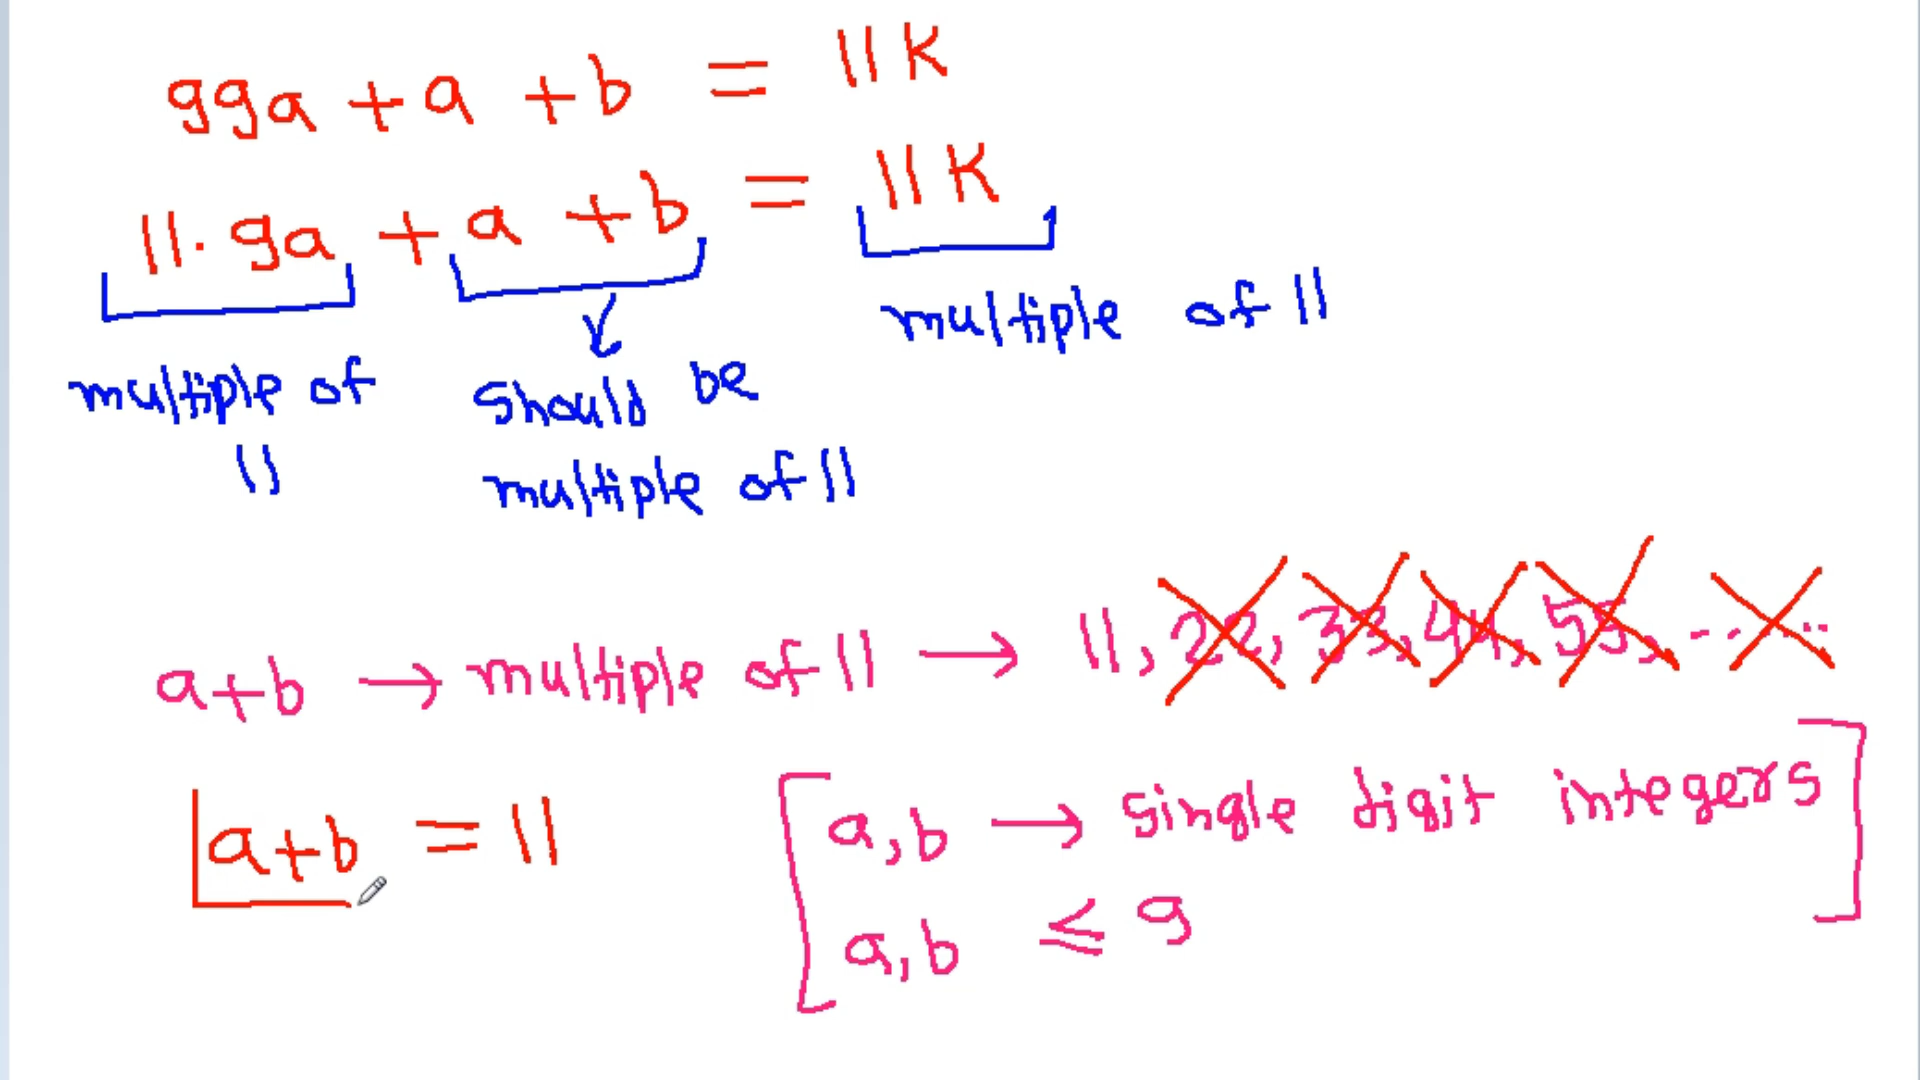 99a + a + b = 11K
11. 9a + a + b = 11K
multiple of 11
multiple of 11
should be multiple of 11
a+b → multiple of 11 → 11, 22, 33, 44, 55, ......
a+b = 11
a,b → single digit integers
a,b ≤ 9